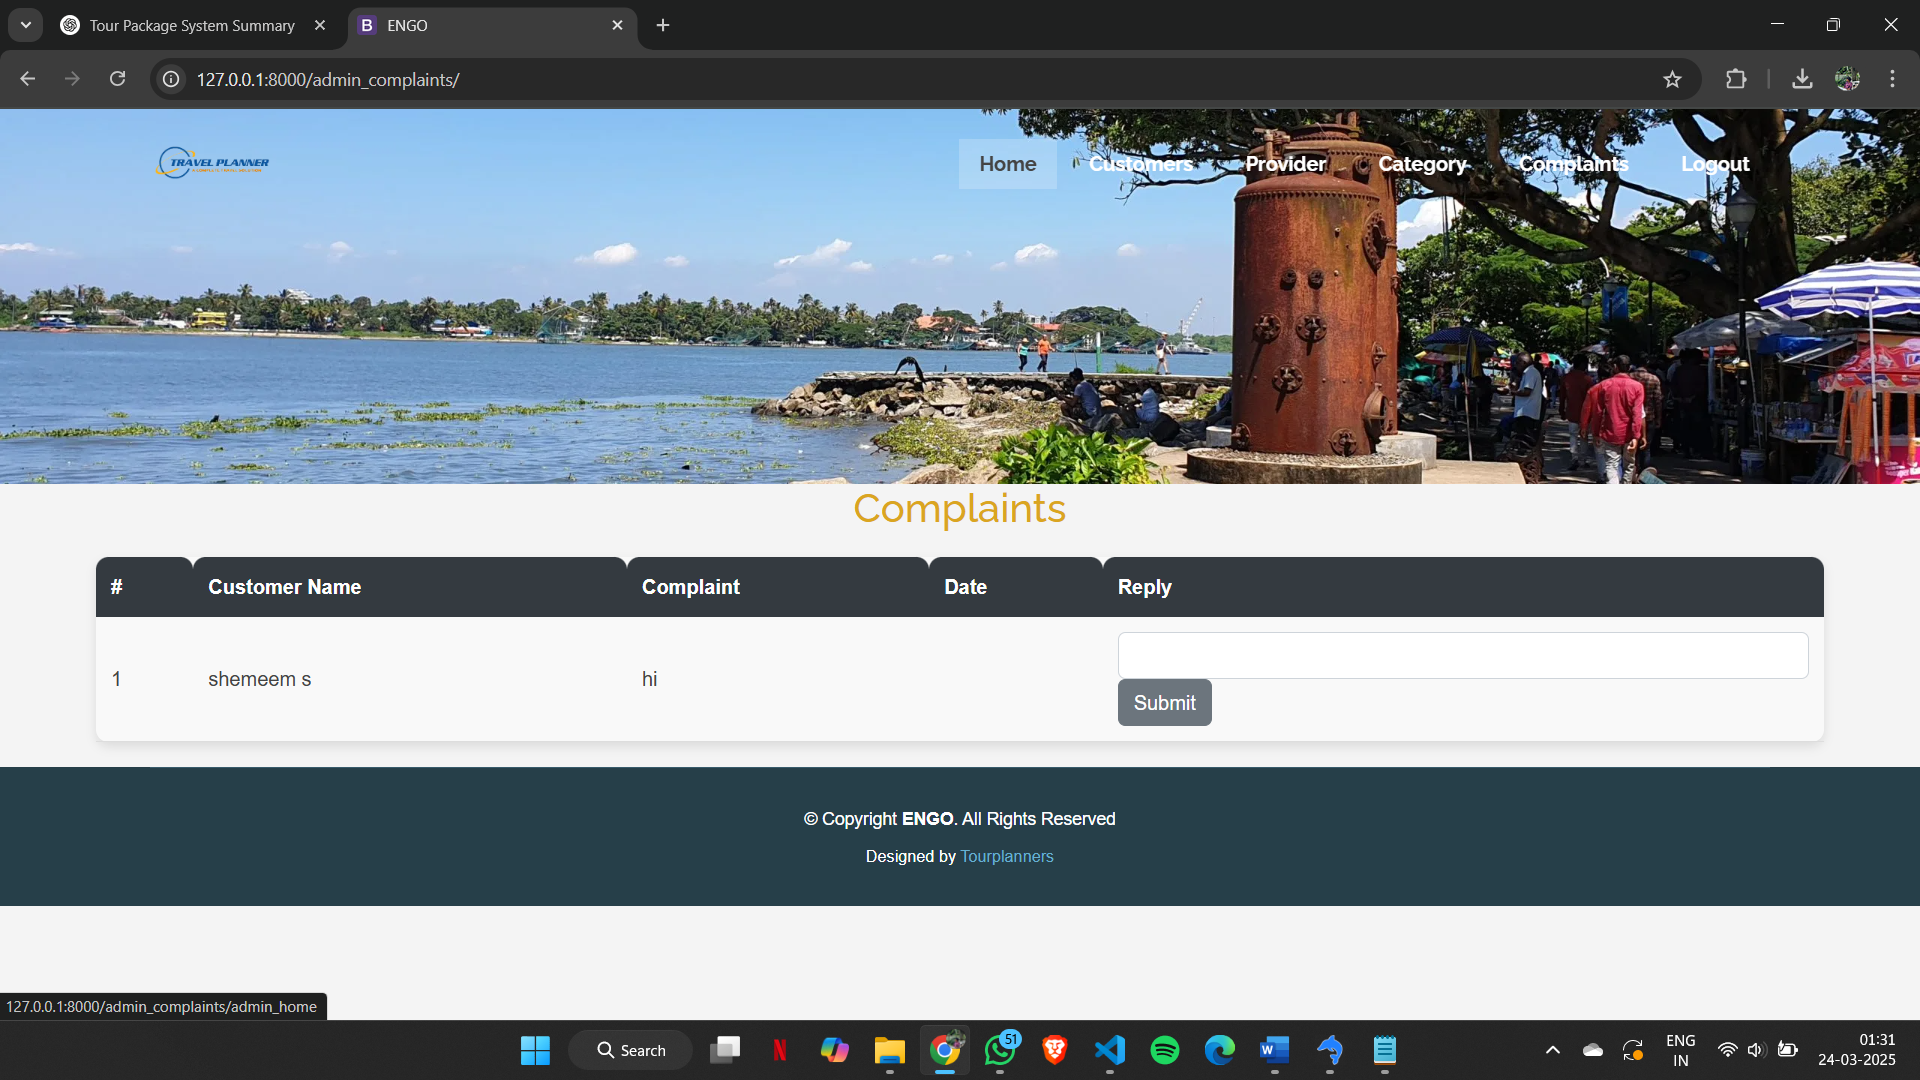 Tour Package System Summary
B ENGO
127.0.0.1:8000/admin_complaints/
TRAVEL PLANNER
Home Customers Provider Category Complaints Logout
Complaints
# Customer Name Complaint Date Reply
1 shemeem s hi
Submit
© Copyright ENGO. All Rights Reserved
Designed by Tourplanners
127.0.0.1:8000/admin_complaints/admin_home
Search
51
ENG
IN
01:31
24-03-2025